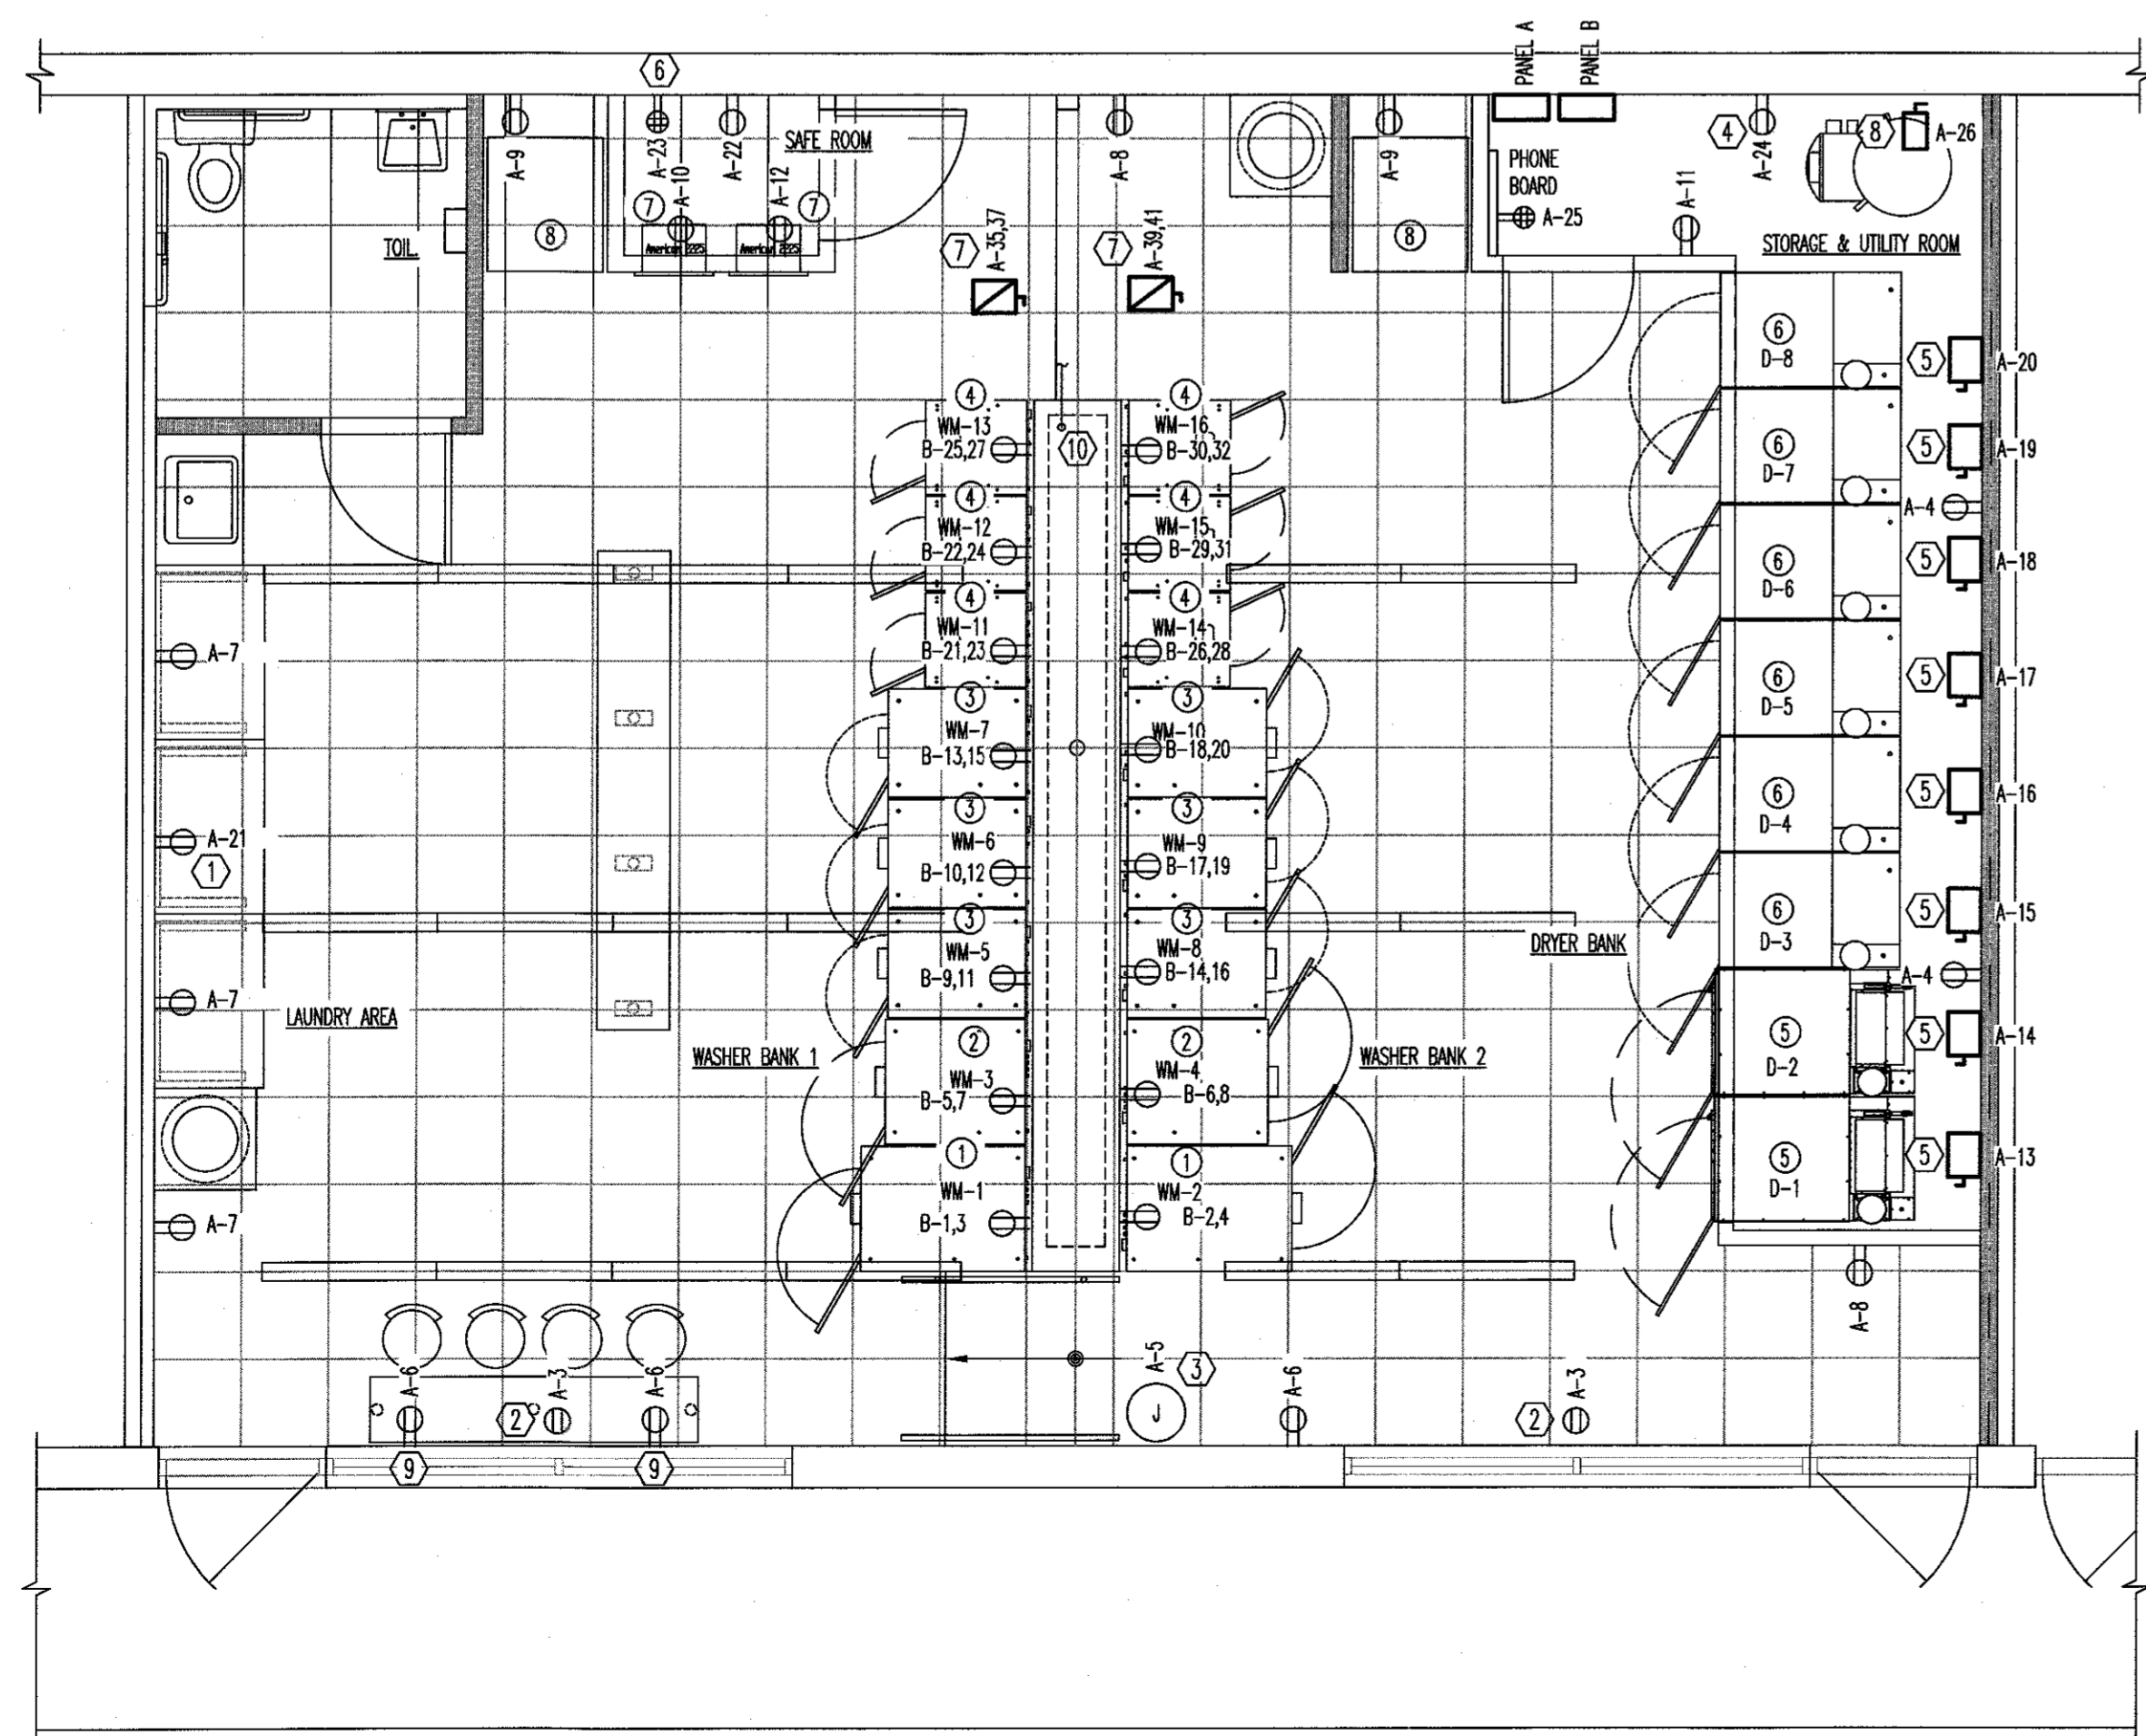 PANEL A
PANEL B
6
SAFE ROOM
A-9
A-23
A-22
A-10
A-12
7
7
8
American 2225
American 2225
TOIL.
A-8
A-9
8
PHONE
BOARD
A-25
A-11
4
A-24
8
A-26
STORAGE & UTILITY ROOM
7
A-35,37
7
A-39,41
4
WM-13
B-25,27
4
WM-16
B-30,32
10
4
WM-12
B-22,24
4
WM-15
B-29,31
4
WM-11
B-21,23
4
WM-14
B-26,28
3
WM-7
B-13,15
3
WM-10
B-18,20
3
WM-6
B-10,12
3
WM-9
B-17,19
3
WM-5
B-9,11
3
WM-8
B-14,16
2
WM-3
B-5,7
2
WM-4
B-6,8
1
WM-1
B-1,3
1
WM-2
B-2,4
6
D-8
5
A-20
6
D-7
5
A-19
A-4
6
D-6
5
A-18
6
D-5
5
A-17
6
D-4
5
A-16
6
D-3
5
A-15
A-4
5
D-2
5
A-14
5
D-1
5
A-13
A-8
A-7
A-21
1
A-7
A-7
LAUNDRY AREA
WASHER BANK 1
WASHER BANK 2
DRYER BANK
A-6
2
A-3
A-6
A-5
3
J
A-6
2
A-3
9
9